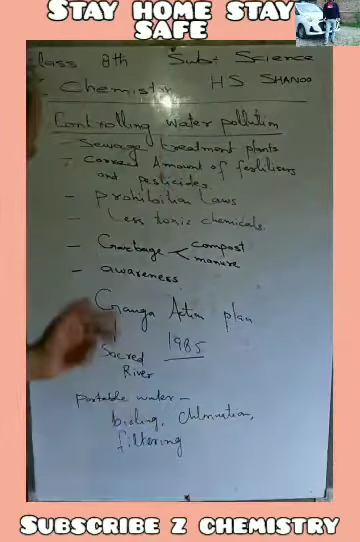 STAY HOME STAY
SAFE
Class 8th Sub: Science
- Chemistry HS SHANOO
Controlling water pollution
- Sewage treatment plants
- Correct Amount of fertilisers
and pesticides.
- Prohibition Laws
- Less toxic chemicals.
- Garbage < compost
manure
- awareness
Ganga Action plan
1985
Sacred
River
Portable water -
boiling, Chlorination,
filtering
SUBSCRIBE Z CHEMISTRY